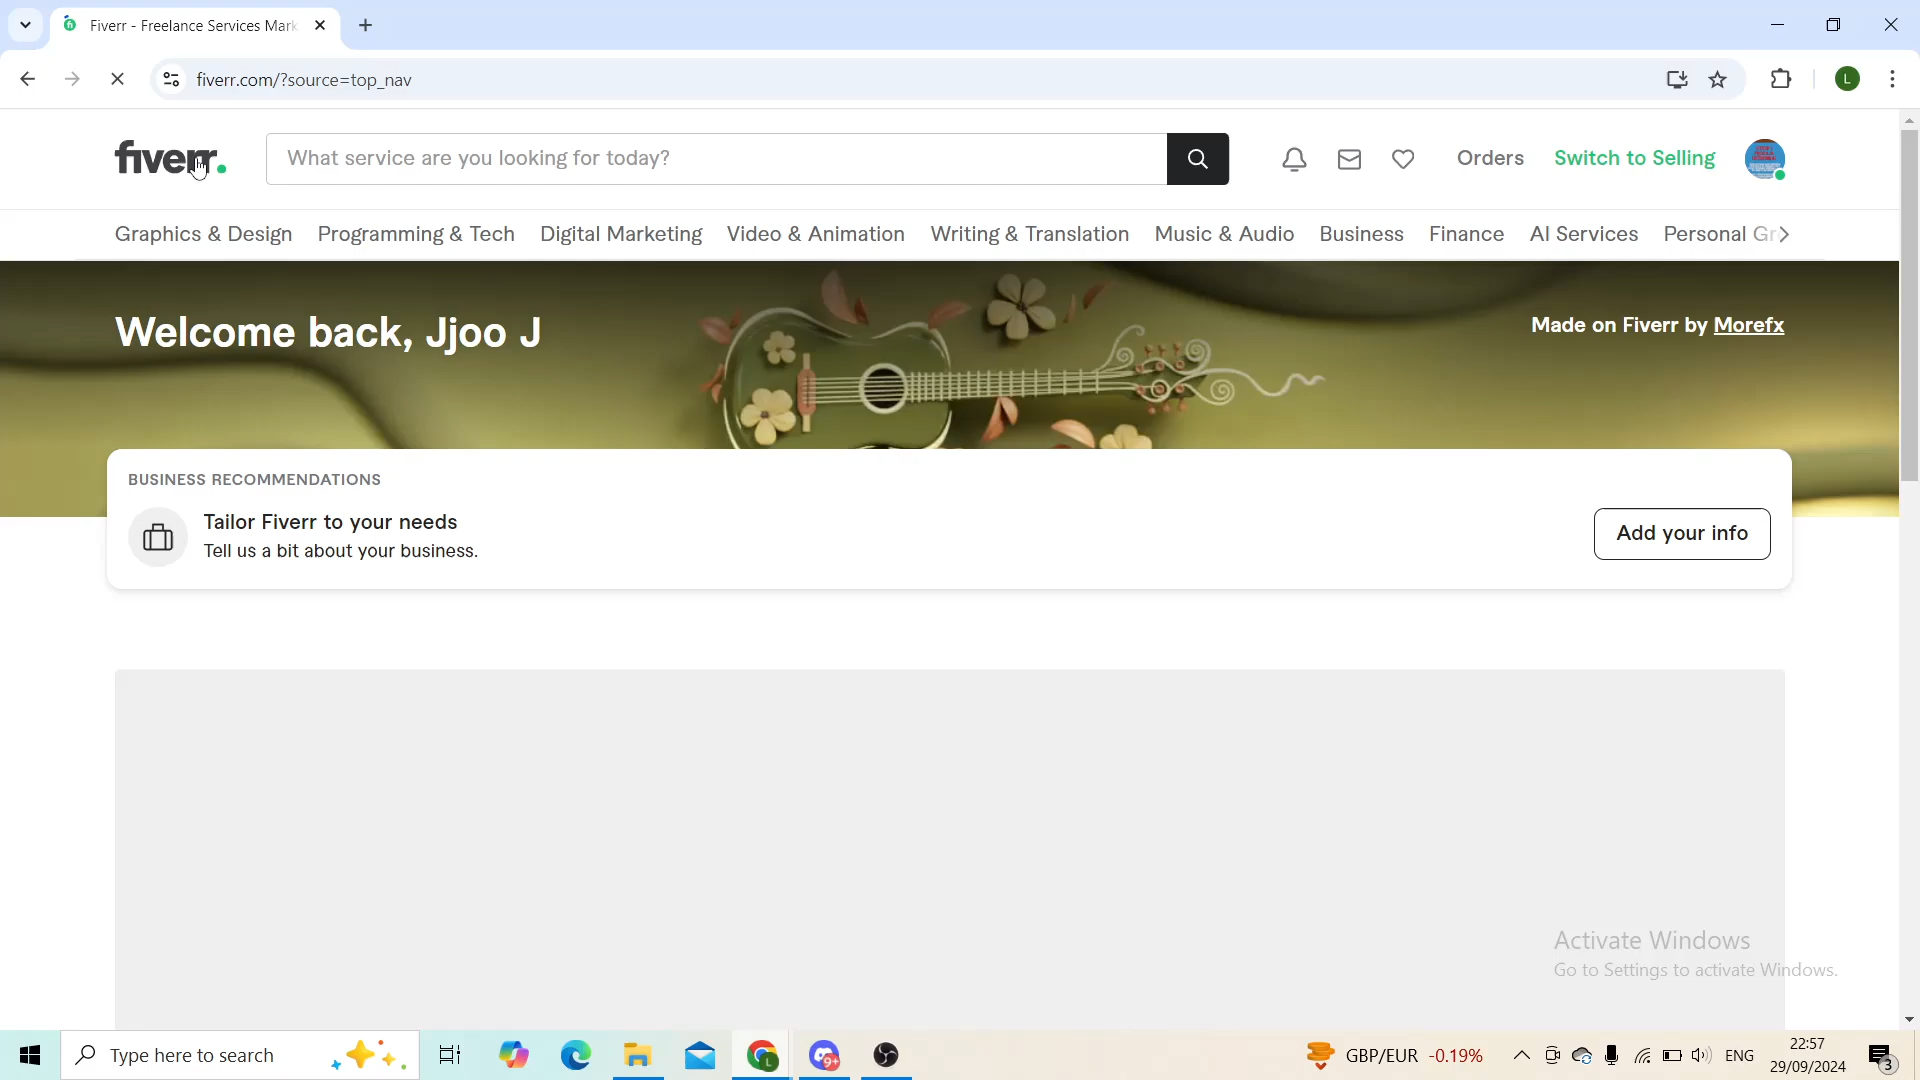 Fiverr - Freelance Services Mark
fiverr.com/?source=top_nav
L
fiverr.
What service are you looking for today?
Orders
Switch to Selling
Graphics & Design
Programming & Tech
Digital Marketing
Video & Animation
Writing & Translation
Music & Audio
Business
Finance
AI Services
Personal Gr
Welcome back, Jjoo J
Made on Fiverr by Morefx
BUSINESS RECOMMENDATIONS
Tailor Fiverr to your needs
Tell us a bit about your business.
Add your info
Activate Windows
Go to Settings to activate Windows.
Type here to search
L
9+
GBP/EUR -0.19%
ENG
22:57
29/09/2024
3